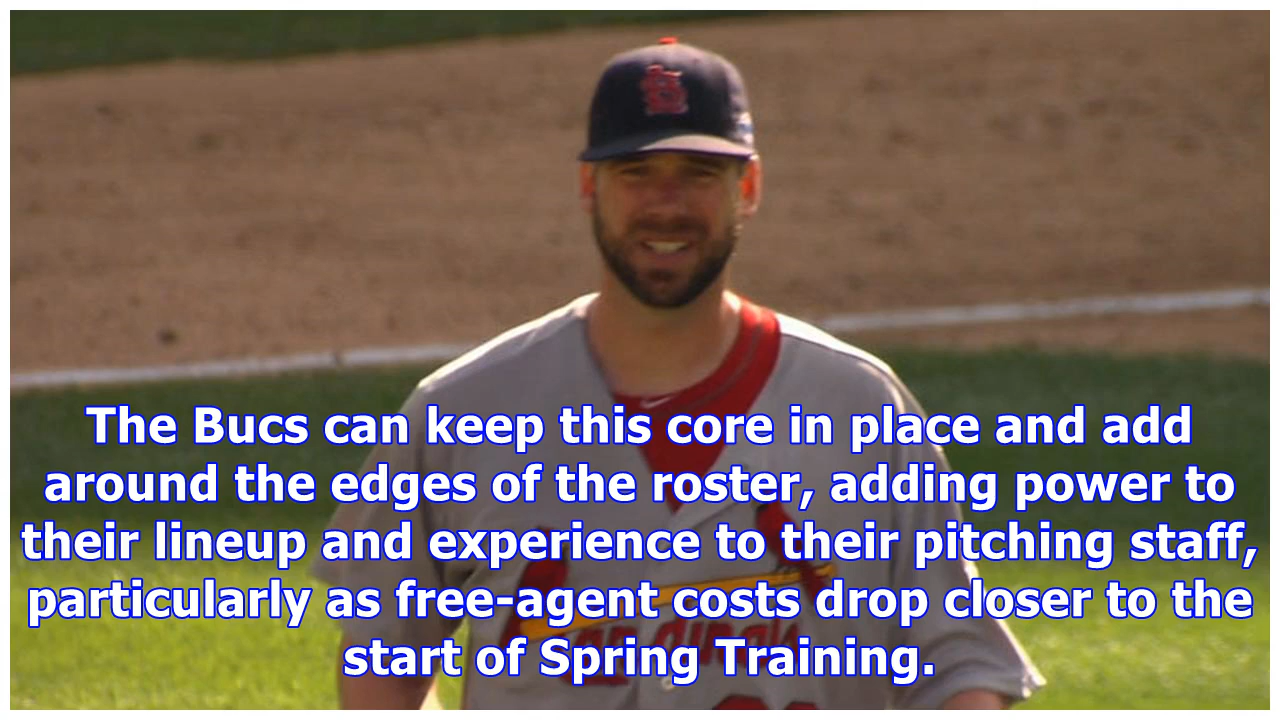 The Bucs can keep this core in place and add
around the edges of the roster, adding power to
their lineup and experience to their pitching staff,
particularly as free-agent costs drop closer to the
start of Spring Training.
Cardinals